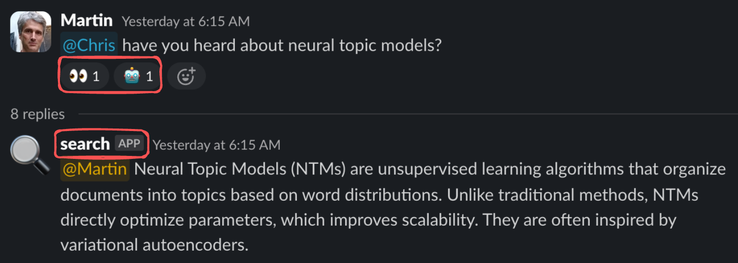 Martin Yesterday at 6:15 AM
@Chris have you heard about neural topic models?
1 1
8 replies
search APP Yesterday at 6:15 AM
@Martin Neural Topic Models (NTMs) are unsupervised learning algorithms that organize
documents into topics based on word distributions. Unlike traditional methods, NTMs
directly optimize parameters, which improves scalability. They are often inspired by
variational autoencoders.